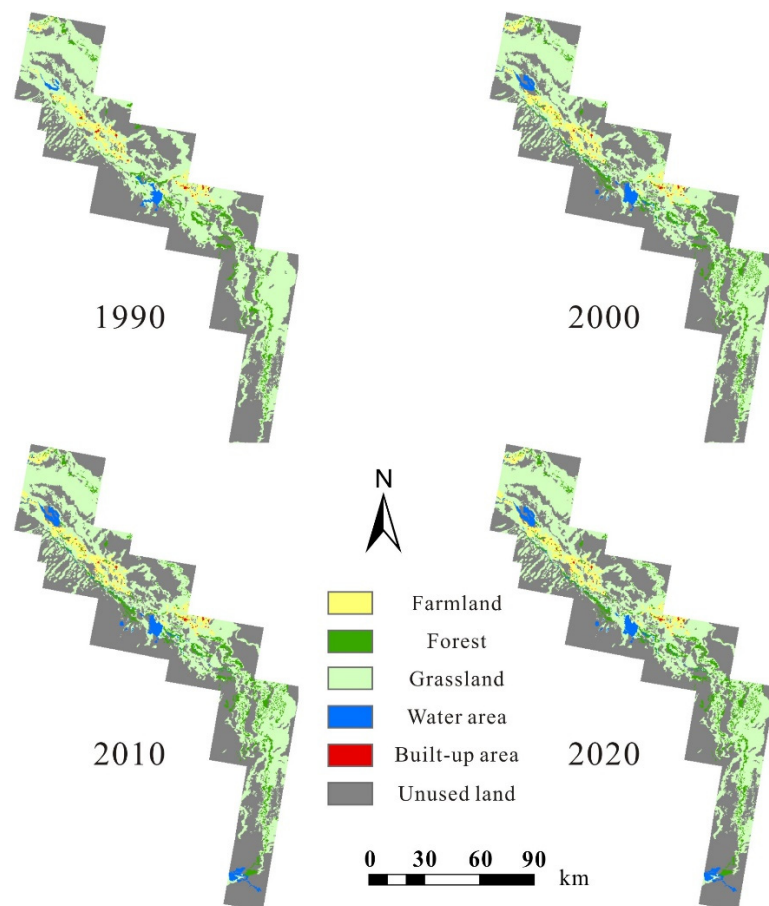 1990
2000
N
Farmland
Forest
Grassland
Water area
Built-up area
Unused land
2010
2020
0 30 60 90
km